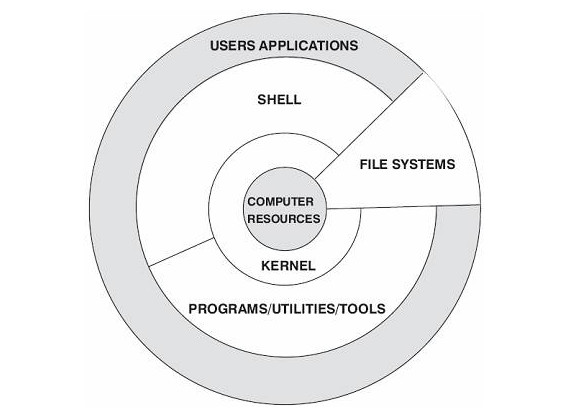 USERS APPLICATIONS
SHELL
FILE SYSTEMS
COMPUTER
RESOURCES
KERNEL
PROGRAMS/UTILITIES/TOOLS